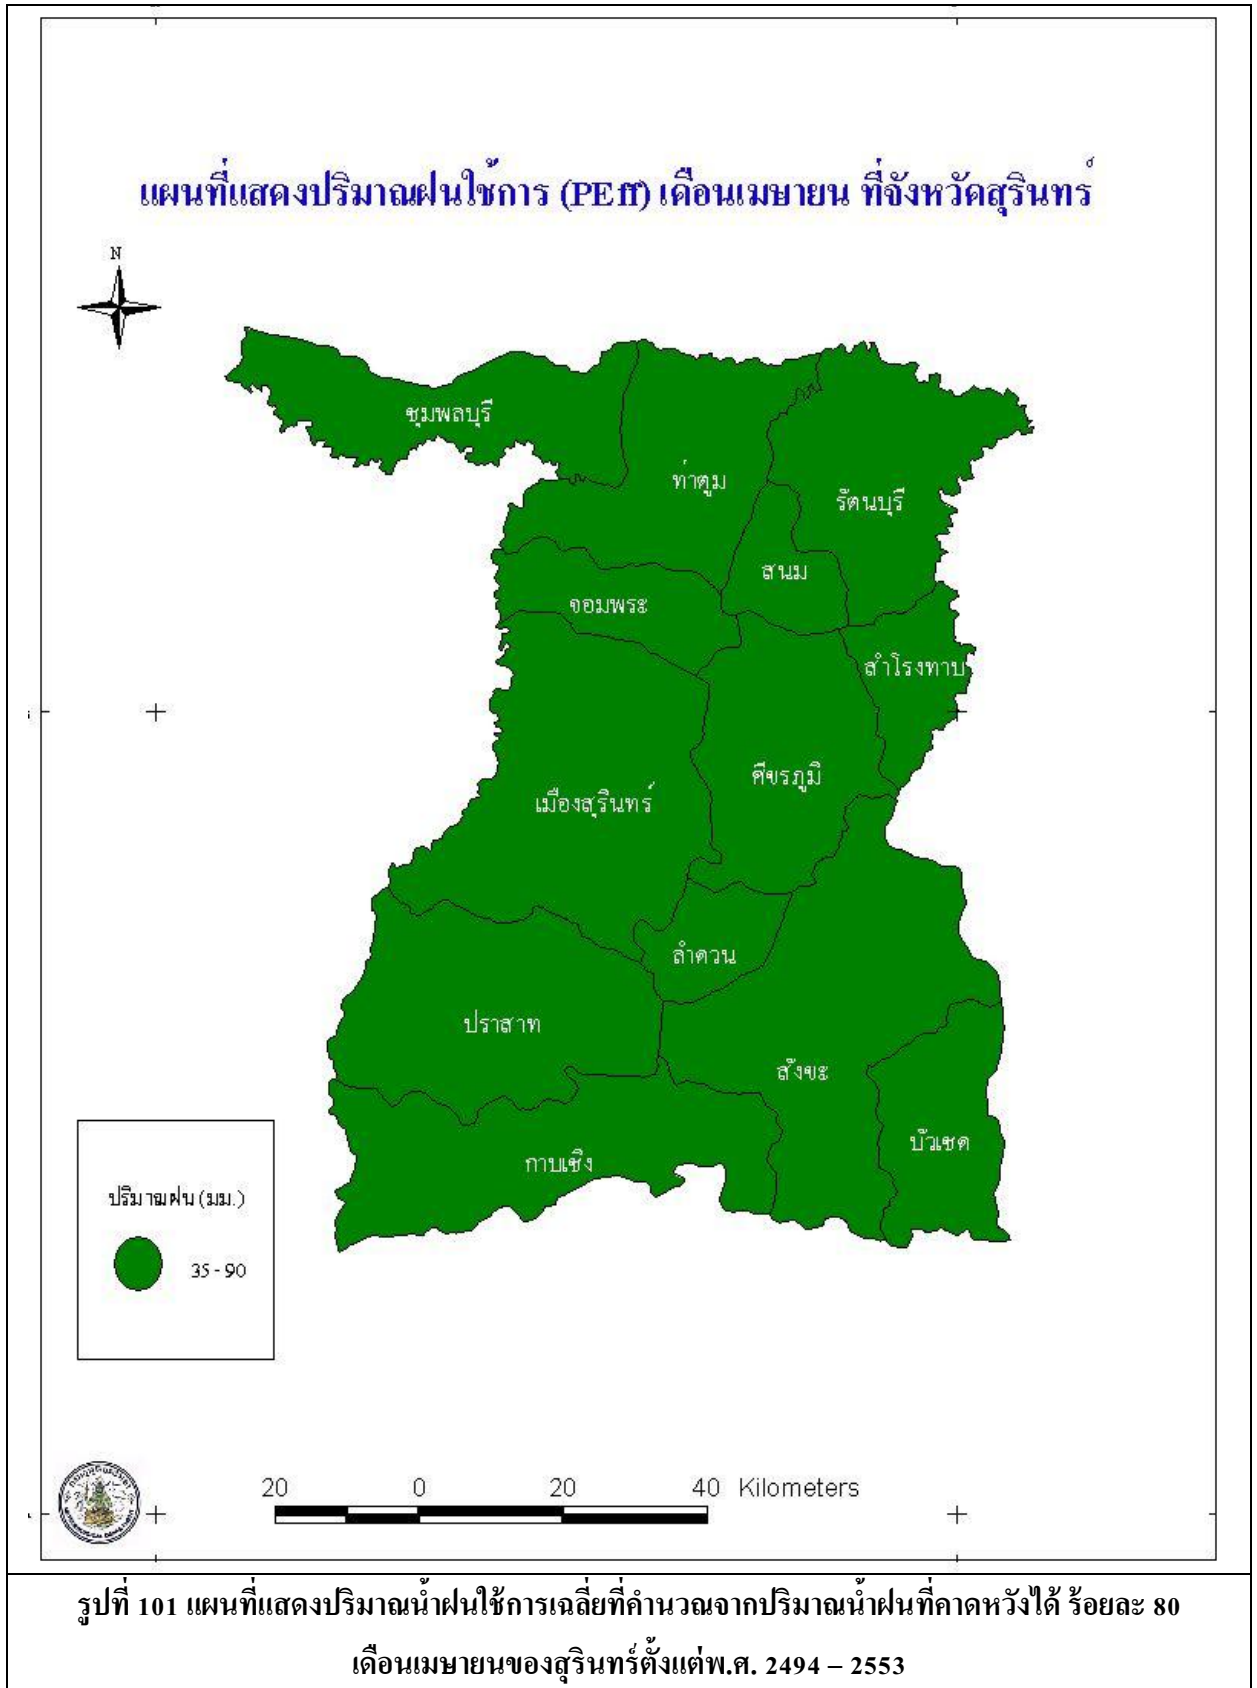 แผนที่แสดงปริมาณฝนใช้การ (PEff) เดือนเมษายน ที่จังหวัดสุรินทร์
N
ชุมพลบุรี
ท่าตูม
รัตนบุรี
สนม
จอมพระ
สำโรงทาบ
ศีขรภูมิ
เมืองสุรินทร์
ลำดวน
ปราสาท
สังขะ
บัวเชด
กาบเชิง
ปริมาณฝน (มม.)
35 - 90
20 0 20 40 Kilometers
รูปที่ 101 แผนที่แสดงปริมาณน้ำฝนใช้การเฉลี่ยที่คำนวณจากปริมาณน้ำฝนที่คาดหวังได้ ร้อยละ 80
เดือนเมษายนของสุรินทร์ตั้งแต่พ.ศ. 2494 – 2553